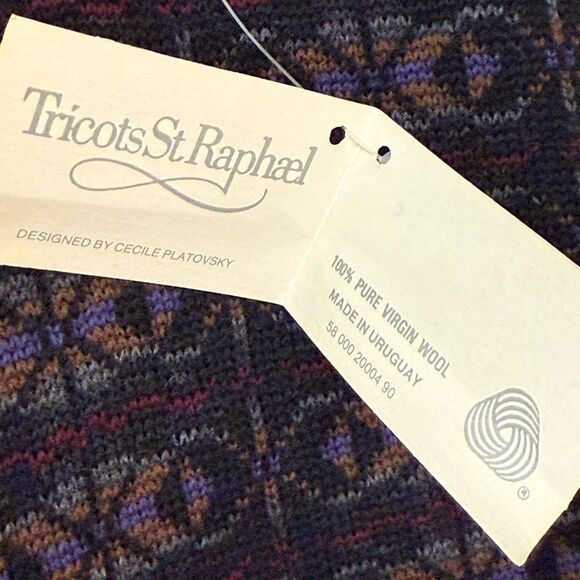 Tricots St Raphael
DESIGNED BY CECILE PLATOVSKY
100% PURE VIRGIN WOOL
MADE IN URUGUAY
58 000 20004 90
®